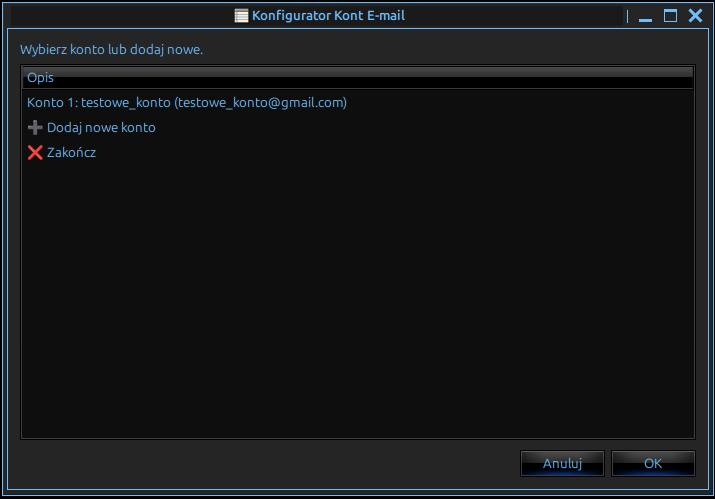 Konfigurator Kont E-mail
Wybierz konto lub dodaj nowe.
Opis
Konto 1: testowe_konto (testowe_konto@gmail.com)
➕ Dodaj nowe konto
❌ Zakończ
Anuluj OK